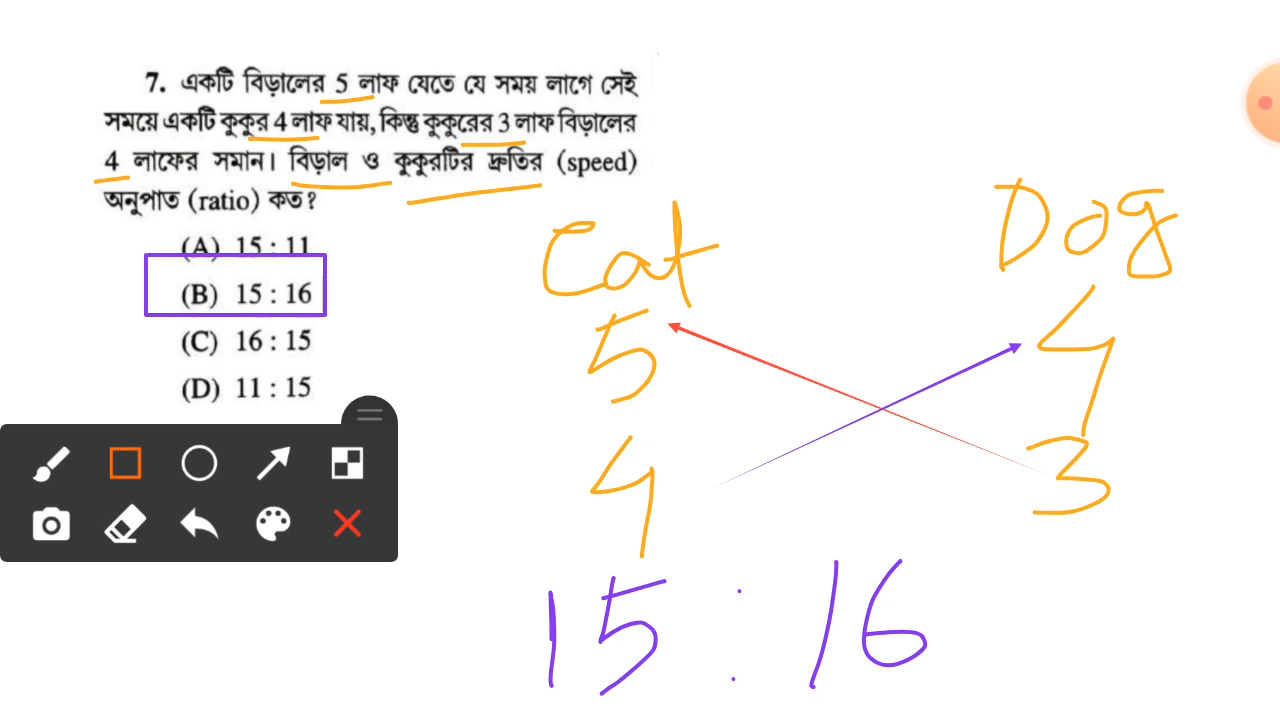 7. একটি বিড়ালের 5 লাফ যেতে যে সময় লাগে সেই
সময়ে একটি কুকুর 4 লাফ যায়, কিন্তু কুকুরের 3 লাফ বিড়ালের
4 লাফের সমান। বিড়াল ও কুকুরটির দ্রুতির (speed)
অনুপাত (ratio) কত?
(A) 15 : 11
(B) 15 : 16
(C) 16 : 15
(D) 11 : 15
Cat Dog
5 4
4 3
15 : 16